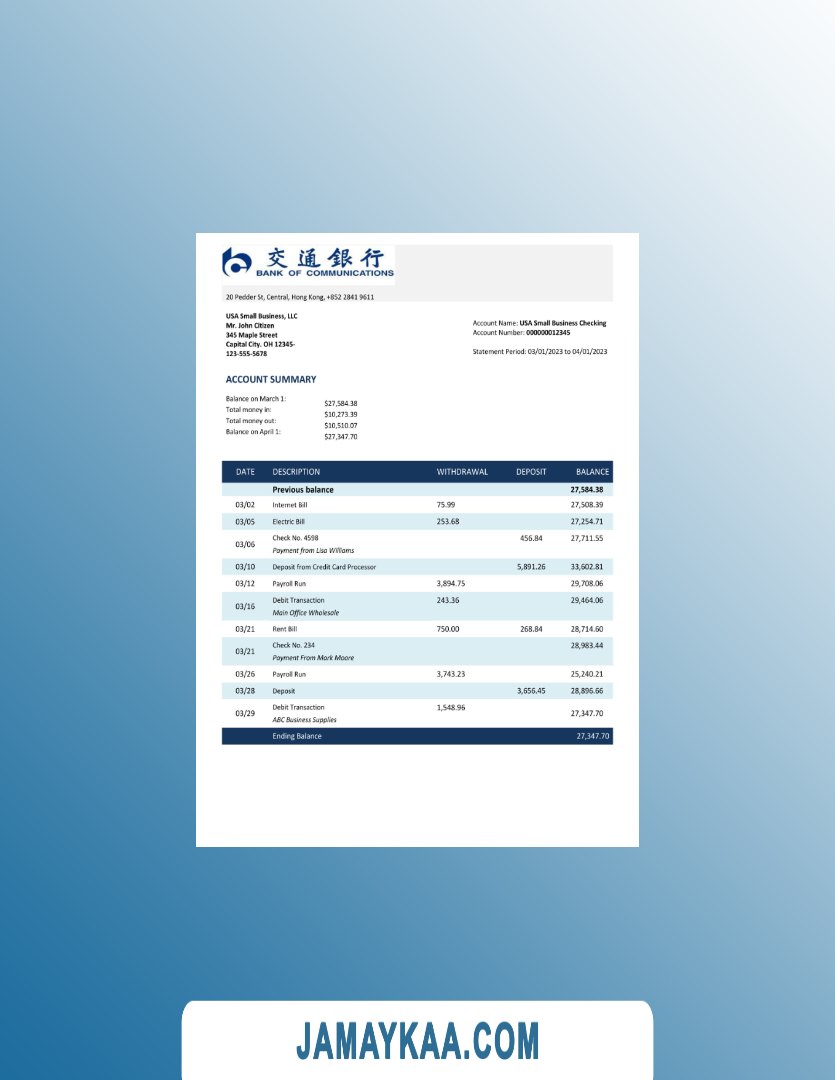 交通銀行
BANK OF COMMUNICATIONS
20 Pedder St, Central, Hong Kong, +852 2841 9611
USA Small Business, LLC
Mr. John Citizen
345 Maple Street
Capital City. OH 12345-
123-555-5678
Account Name: USA Small Business Checking
Account Number: 000000012345
Statement Period: 03/01/2023 to 04/01/2023
ACCOUNT SUMMARY
Balance on March 1: $27,584.38
Total money in: $10,273.39
Total money out: $10,510.07
Balance on April 1: $27,347.70
DATE DESCRIPTION WITHDRAWAL DEPOSIT BALANCE
Previous balance 27,584.38
03/02 Internet Bill 75.99 27,508.39
03/05 Electric Bill 253.68 27,254.71
03/06 Check No. 4598 456.84 27,711.55
Payment from Lisa Williams
03/10 Deposit from Credit Card Processor 5,891.26 33,602.81
03/12 Payroll Run 3,894.75 29,708.06
03/16 Debit Transaction 243.36 29,464.06
Main Office Wholesale
03/21 Rent Bill 750.00 268.84 28,714.60
03/21 Check No. 234 28,983.44
Payment From Mark Moore
03/26 Payroll Run 3,743.23 25,240.21
03/28 Deposit 3,656.45 28,896.66
03/29 Debit Transaction 1,548.96 27,347.70
ABC Business Supplies
Ending Balance 27,347.70
JAMAYKAA.COM